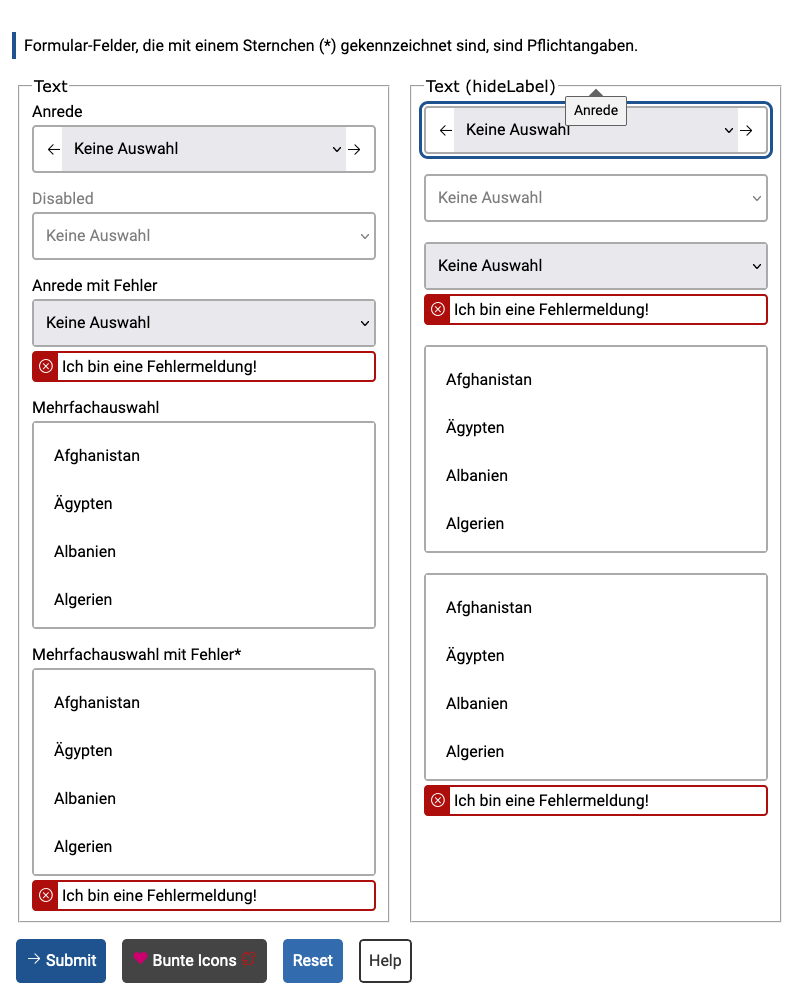 Formular-Felder, die mit einem Sternchen (*) gekennzeichnet sind, sind Pflichtangaben.
Text
Anrede
← Keine Auswahl →
Disabled
Keine Auswahl
Anrede mit Fehler
Keine Auswahl
Ich bin eine Fehlermeldung!
Mehrfachauswahl
Afghanistan
Ägypten
Albanien
Algerien
Mehrfachauswahl mit Fehler*
Afghanistan
Ägypten
Albanien
Algerien
Ich bin eine Fehlermeldung!
Text (hideLabel)
Anrede
← Keine Auswahl →
Keine Auswahl
Keine Auswahl
Ich bin eine Fehlermeldung!
Afghanistan
Ägypten
Albanien
Algerien
Afghanistan
Ägypten
Albanien
Algerien
Ich bin eine Fehlermeldung!
→ Submit
Bunte Icons
Reset
Help